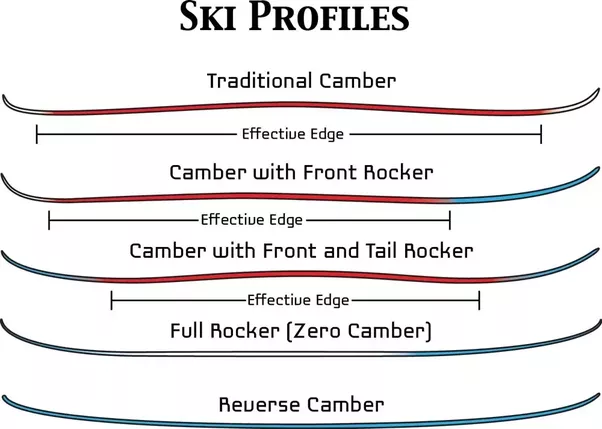 Ski Profiles
Traditional Camber
Effective Edge
Camber with Front Rocker
Effective Edge
Camber with Front and Tail Rocker
Effective Edge
Full Rocker (Zero Camber)
Reverse Camber